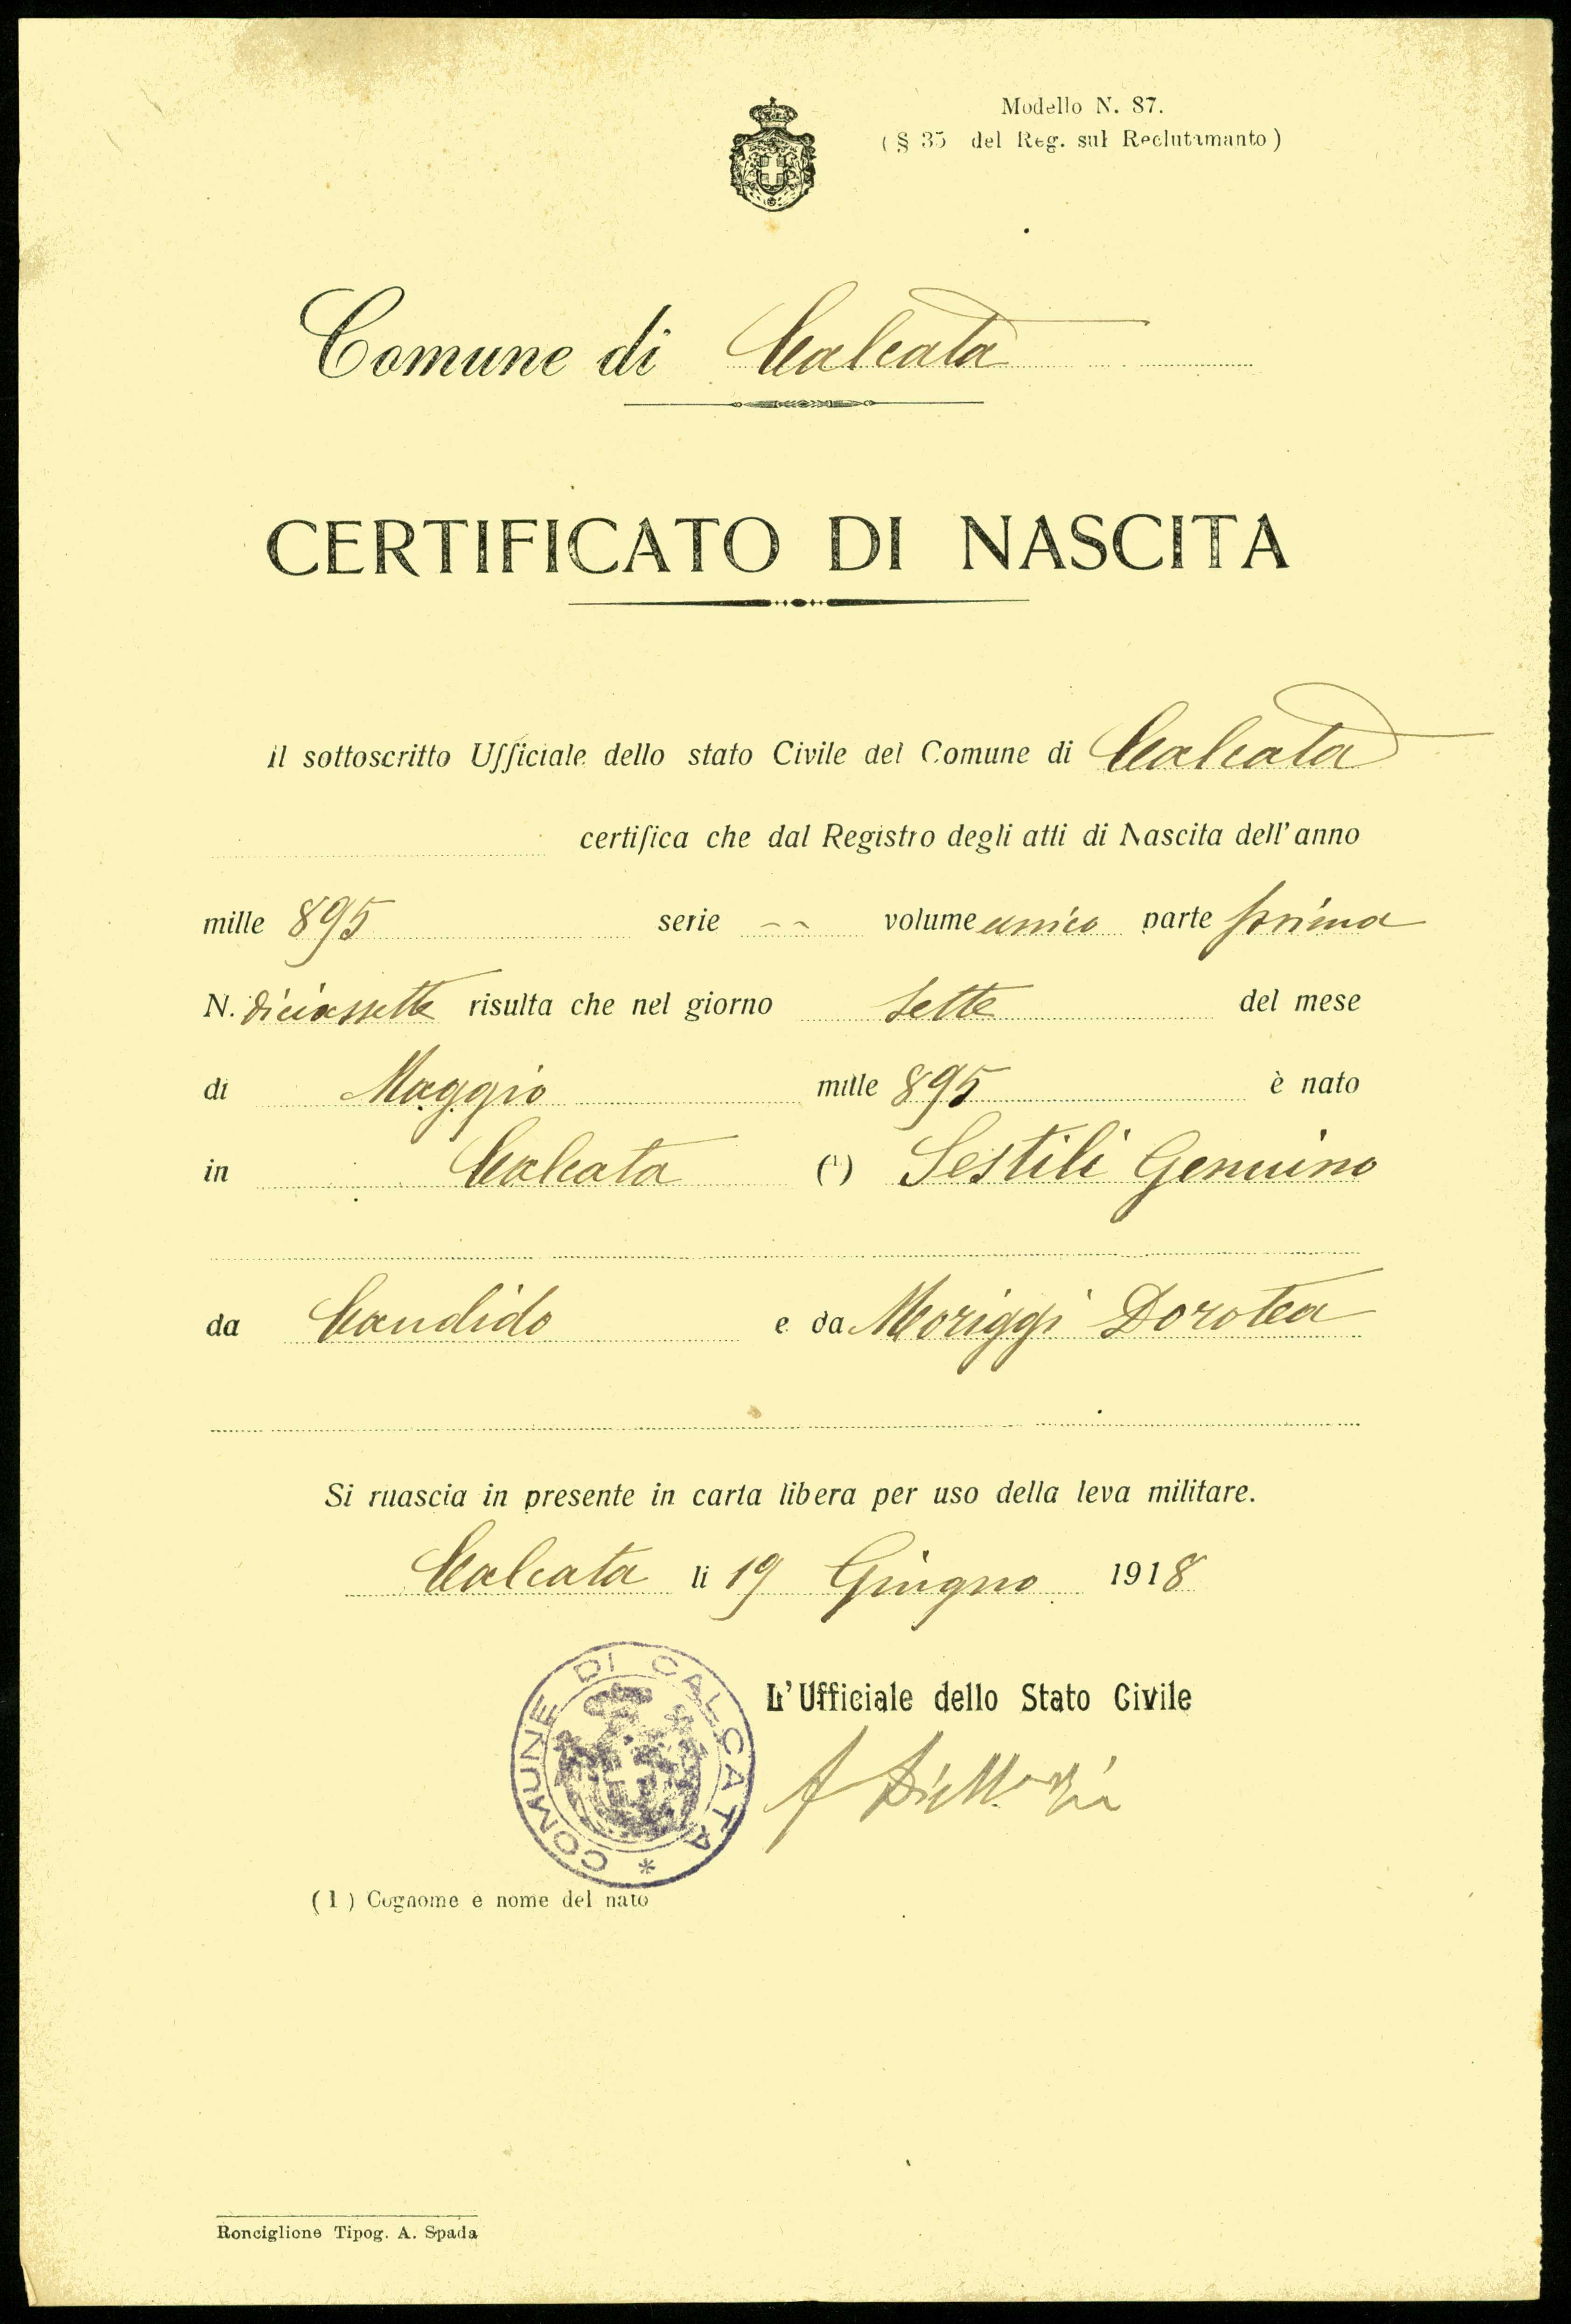 Modello N. 87.
( § 35 del Reg. sul Reclutamanto )
Comune di Calcata
CERTIFICATO DI NASCITA
Il sottoscritto Ufficiale dello stato Civile del Comune di Calcata
certifica che dal Registro degli atti di Nascita dell'anno
mille 895 serie -- volume unico parte prima
N. diciassette risulta che nel giorno sette del mese
di Maggio mille 895 è nato
in Calcata (1) Sestili Genuino
da Candido e da Moriggi Dorotea
Si rilascia in presente in carta libera per uso della leva militare.
Calcata li 19 Giugno 1918
COMUNE DI CALCATA *
L'Ufficiale dello Stato Civile
(1) Cognome e nome del nato
Ronciglione Tipog. A. Spada